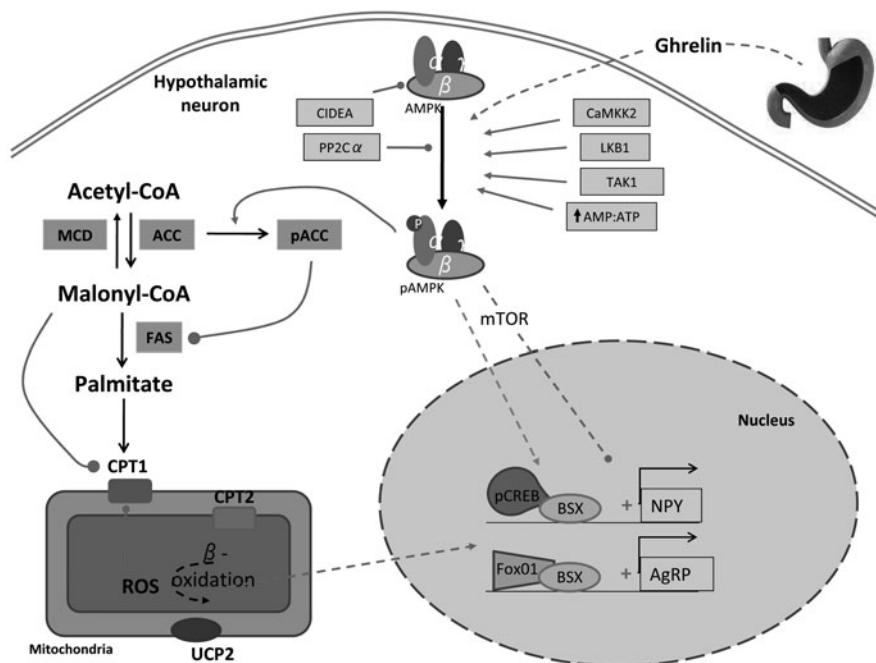 Ghrelin
Hypothalamic
neuron
α γ
β
AMPK
CIDEA
PP2C α
CaMKK2
LKB1
TAK1
AMP:ATP
Acetyl-CoA
MCD
ACC
pACC
P
α γ
β
pAMPK
Malonyl-CoA
mTOR
FAS
Palmitate
Nucleus
CPT1
CPT2
pCREB
BSX
+
NPY
β-
oxidation
ROS
Fox01
BSX
+
AgRP
Mitochondria
UCP2